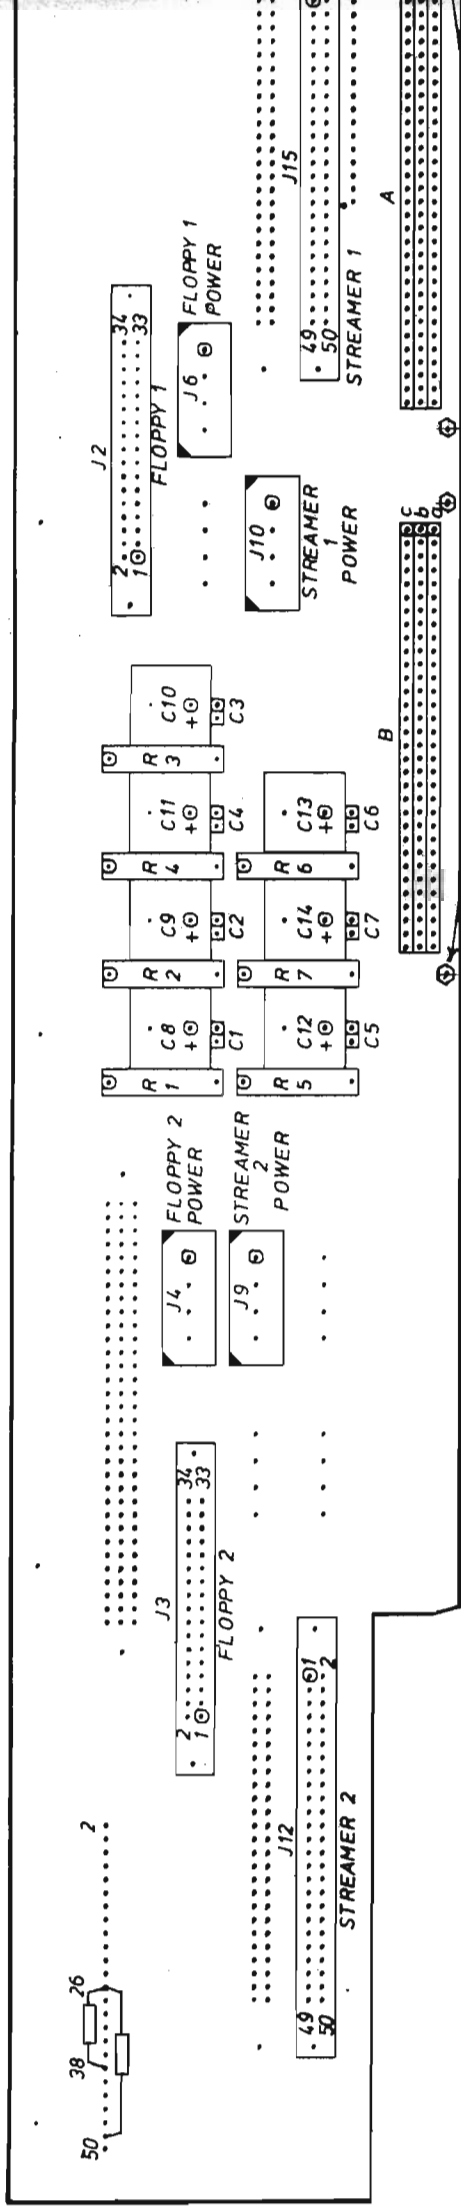 50
38
26
2
J3
2
34
1
33
FLOPPY 2
J12
49
1
50
2
STREAMER 2
J4
FLOPPY 2
POWER
J9
STREAMER
2
POWER
R
1
C8
+
C1
R
2
C9
+
C2
R
4
C11
+
C4
R
3
C10
+
C3
R
5
C12
+
C5
R
7
C14
+
C7
R
6
C13
+
C6
J2
2
34
1
33
FLOPPY 1
J6
FLOPPY 1
POWER
J10
STREAMER
1
POWER
J15
49
50
STREAMER 1
B
c
b
a
A